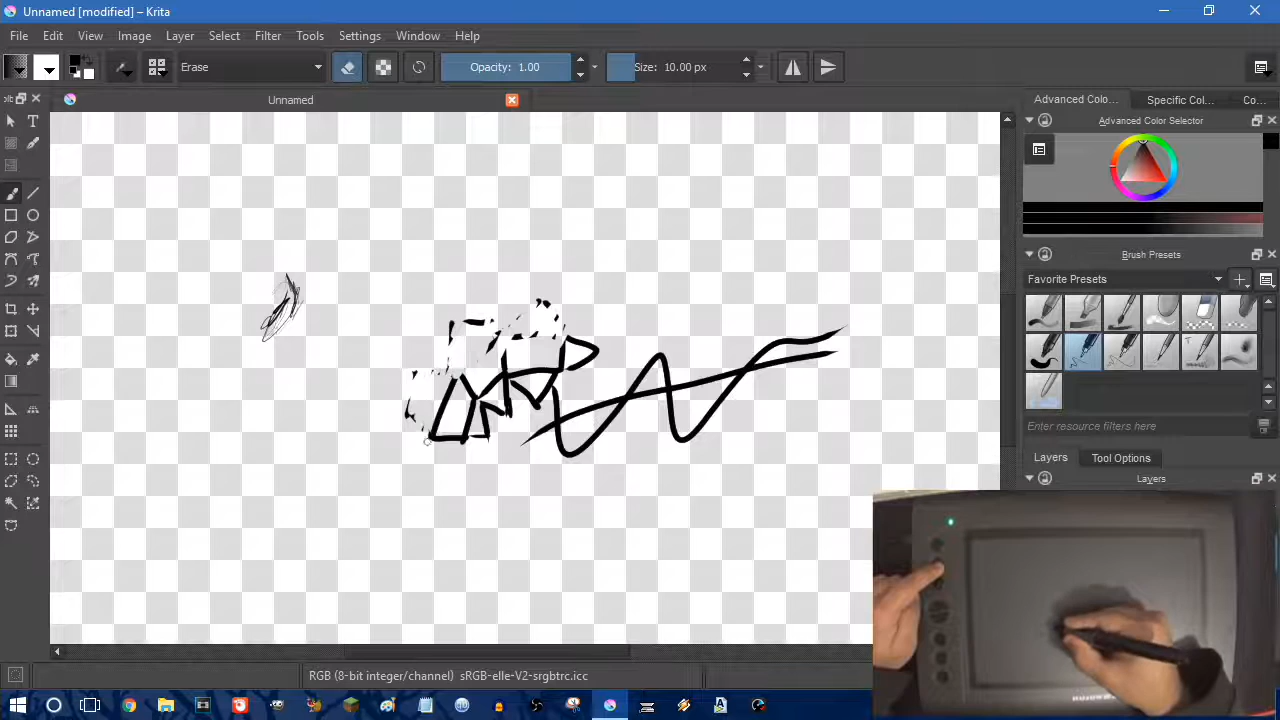 Unnamed [modified] – Krita
File Edit View Image Layer Select Filter Tools Settings Window Help
Erase Opacity: 1.00 Size: 10.00 px
Unnamed
Advanced Colo... Specific Col... Co...
Advanced Color Selector
Brush Presets
Favorite Presets
Enter resource filters here
Layers Tool Options
Layers
RGB (8-bit integer/channel) sRGB-elle-V2-srgbtrc.icc